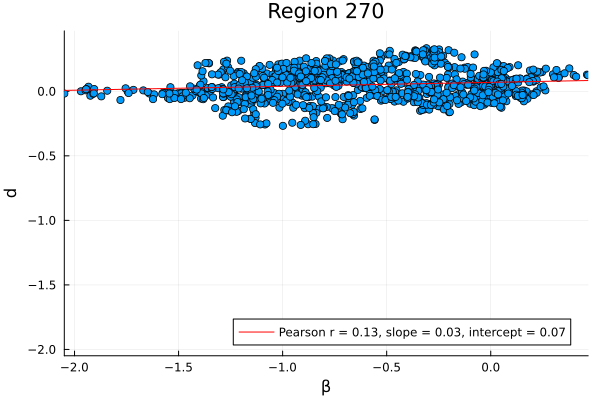 Region 270
0.0
−0.5
−1.0
−1.5
−2.0
d
Pearson r = 0.13, slope = 0.03, intercept = 0.07
−2.0 −1.5 −1.0 −0.5 0.0
β